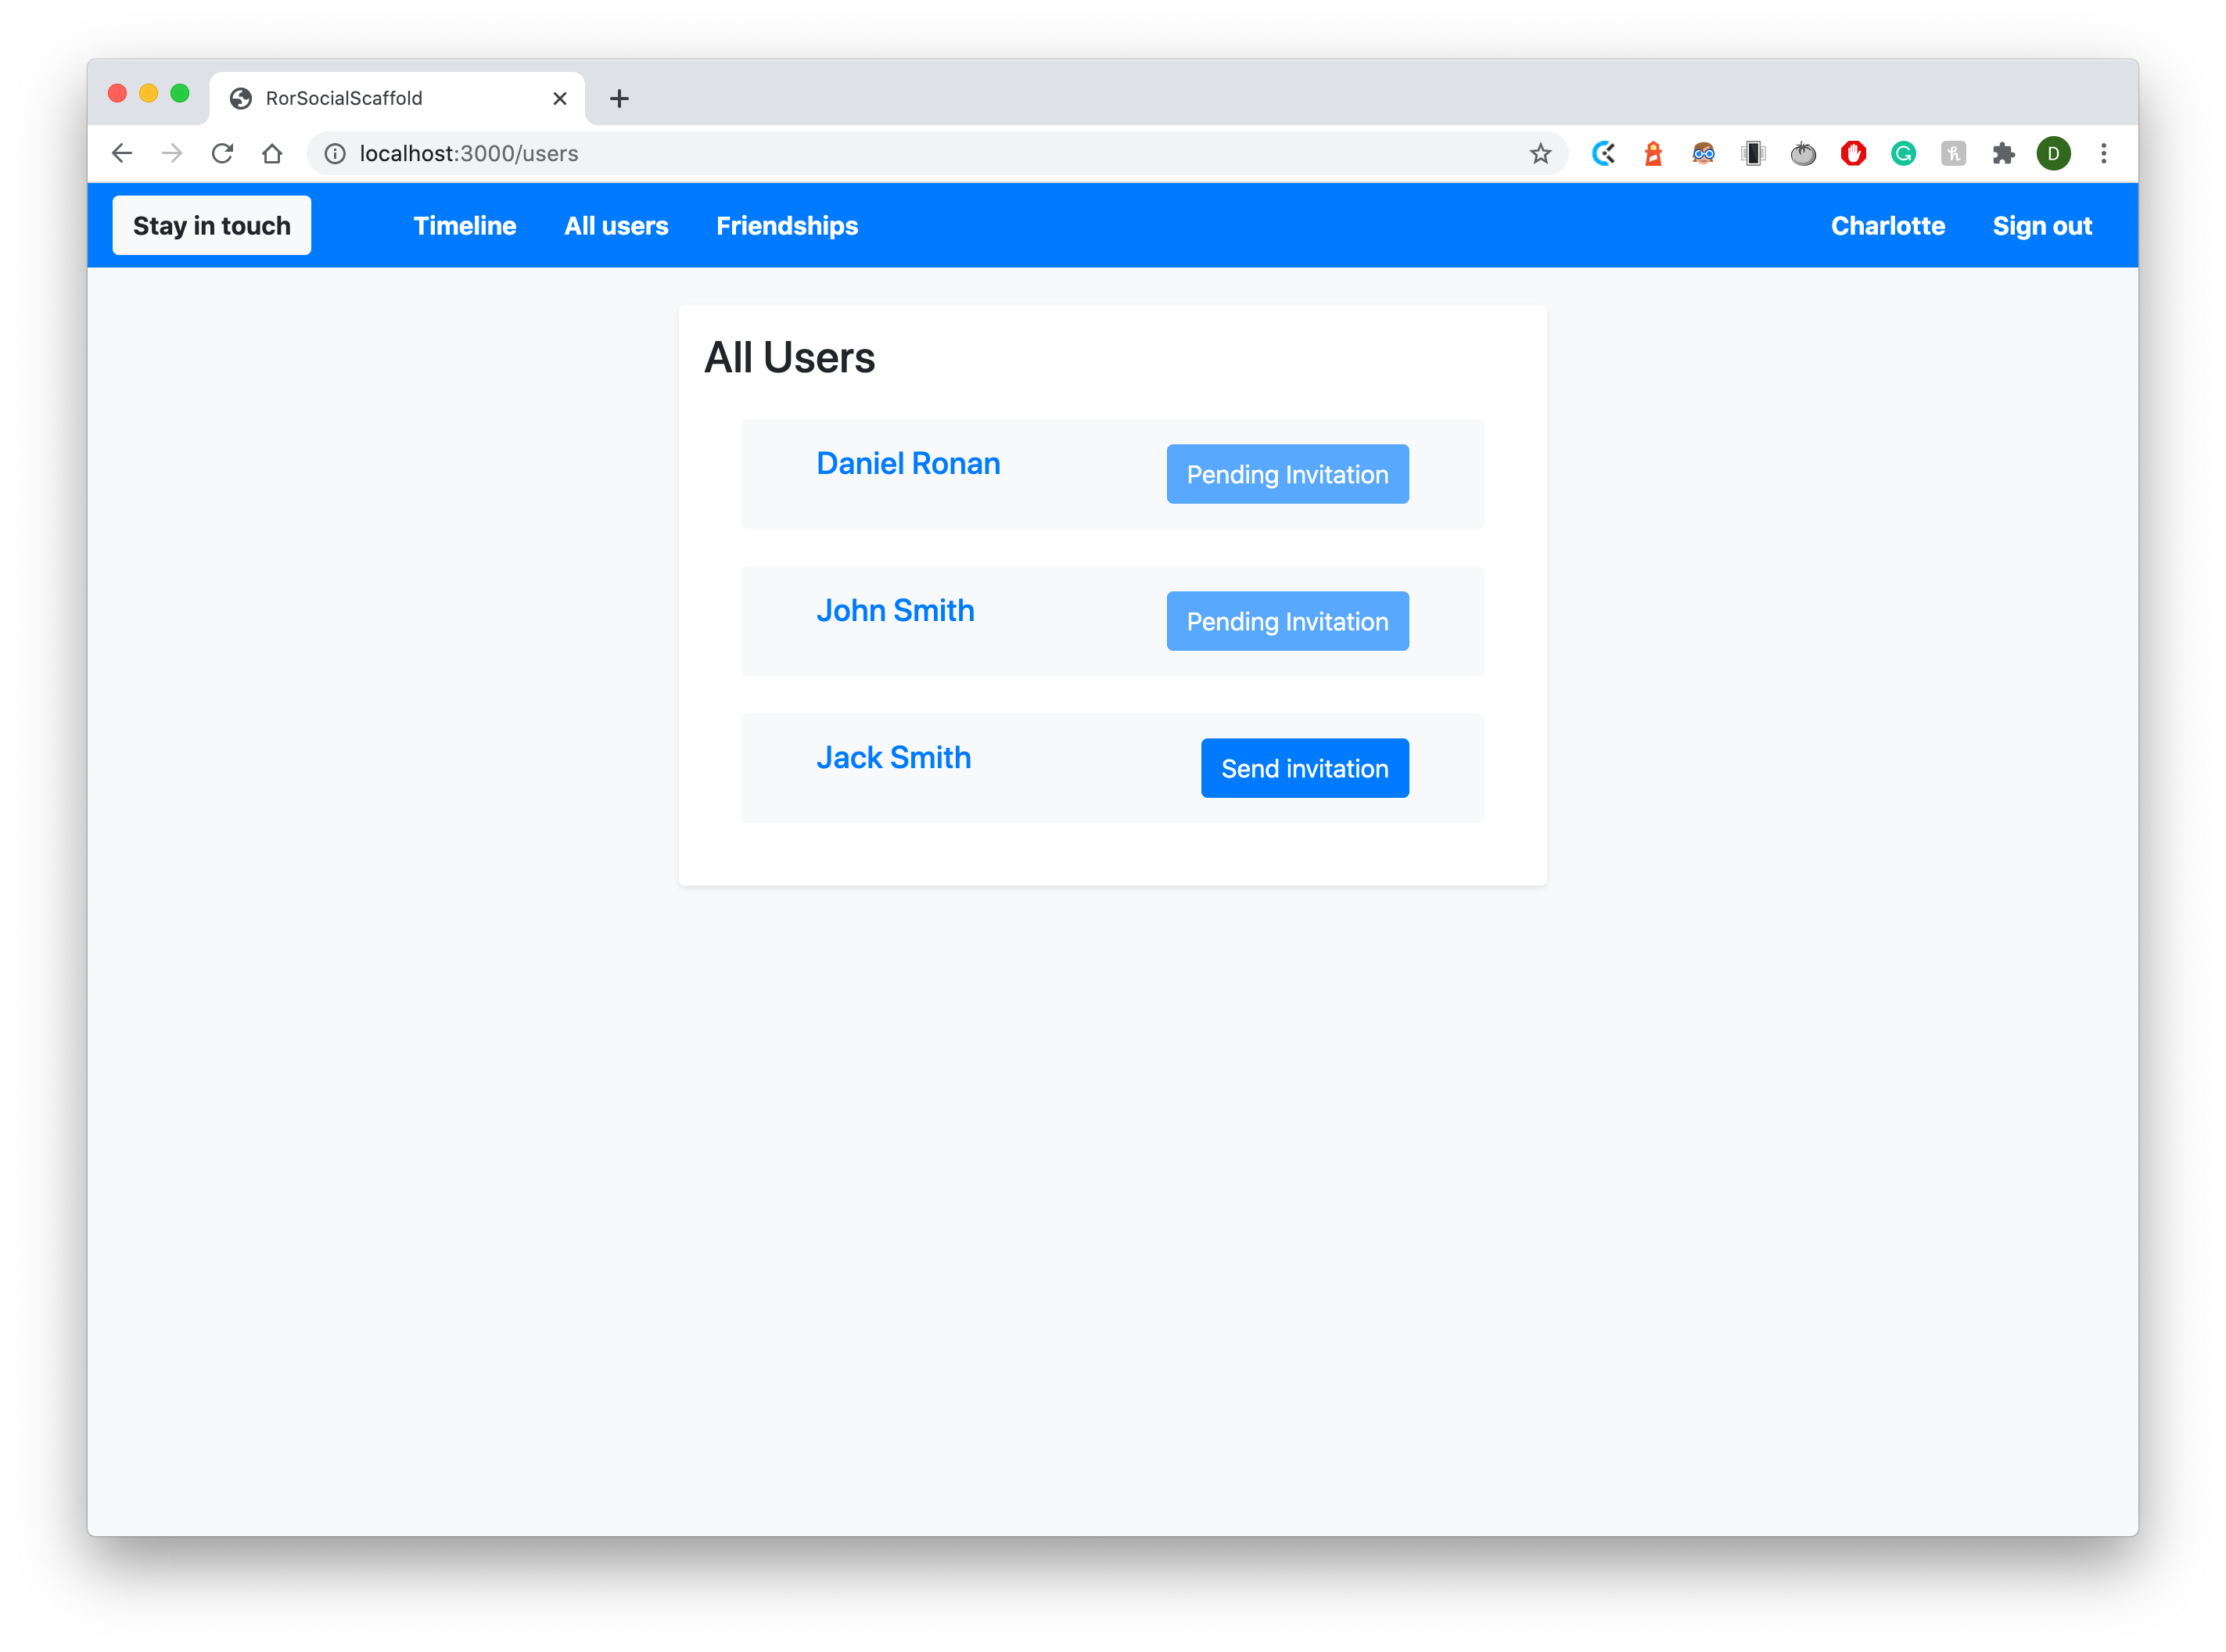 RorSocialScaffold
localhost:3000/users
D
Stay in touch Timeline All users Friendships Charlotte Sign out
All Users
Daniel Ronan Pending Invitation
John Smith Pending Invitation
Jack Smith Send invitation